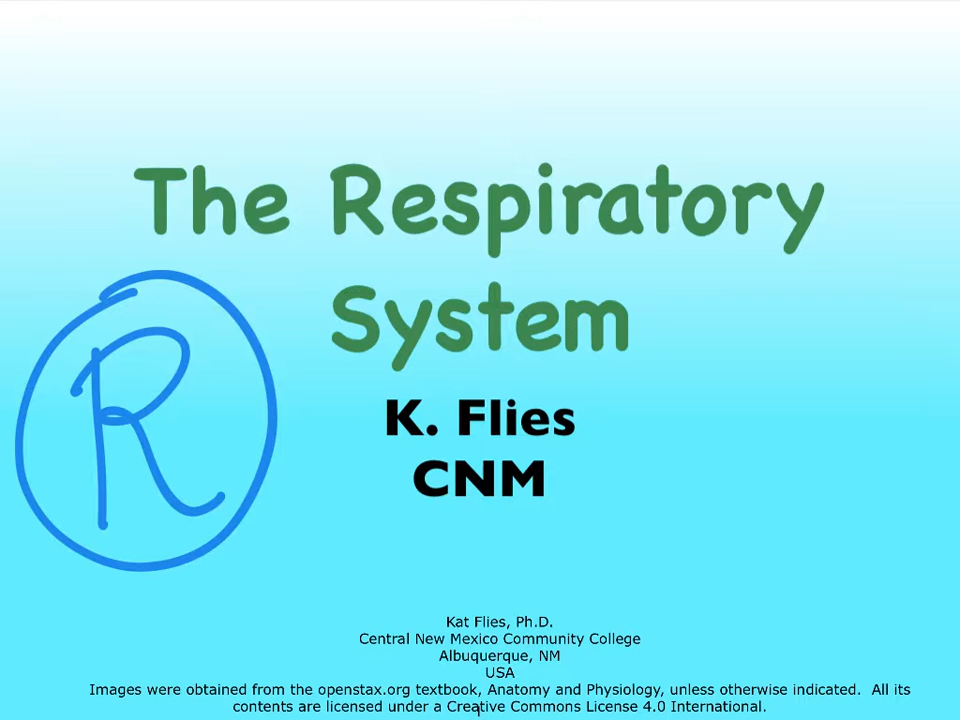 The Respiratory
System
R
K. Flies
CNM
Kat Flies, Ph.D.
Central New Mexico Community College
Albuquerque, NM
USA
Images were obtained from the openstax.org textbook, Anatomy and Physiology, unless otherwise indicated.  All its
contents are licensed under a Creative Commons License 4.0 International.
1